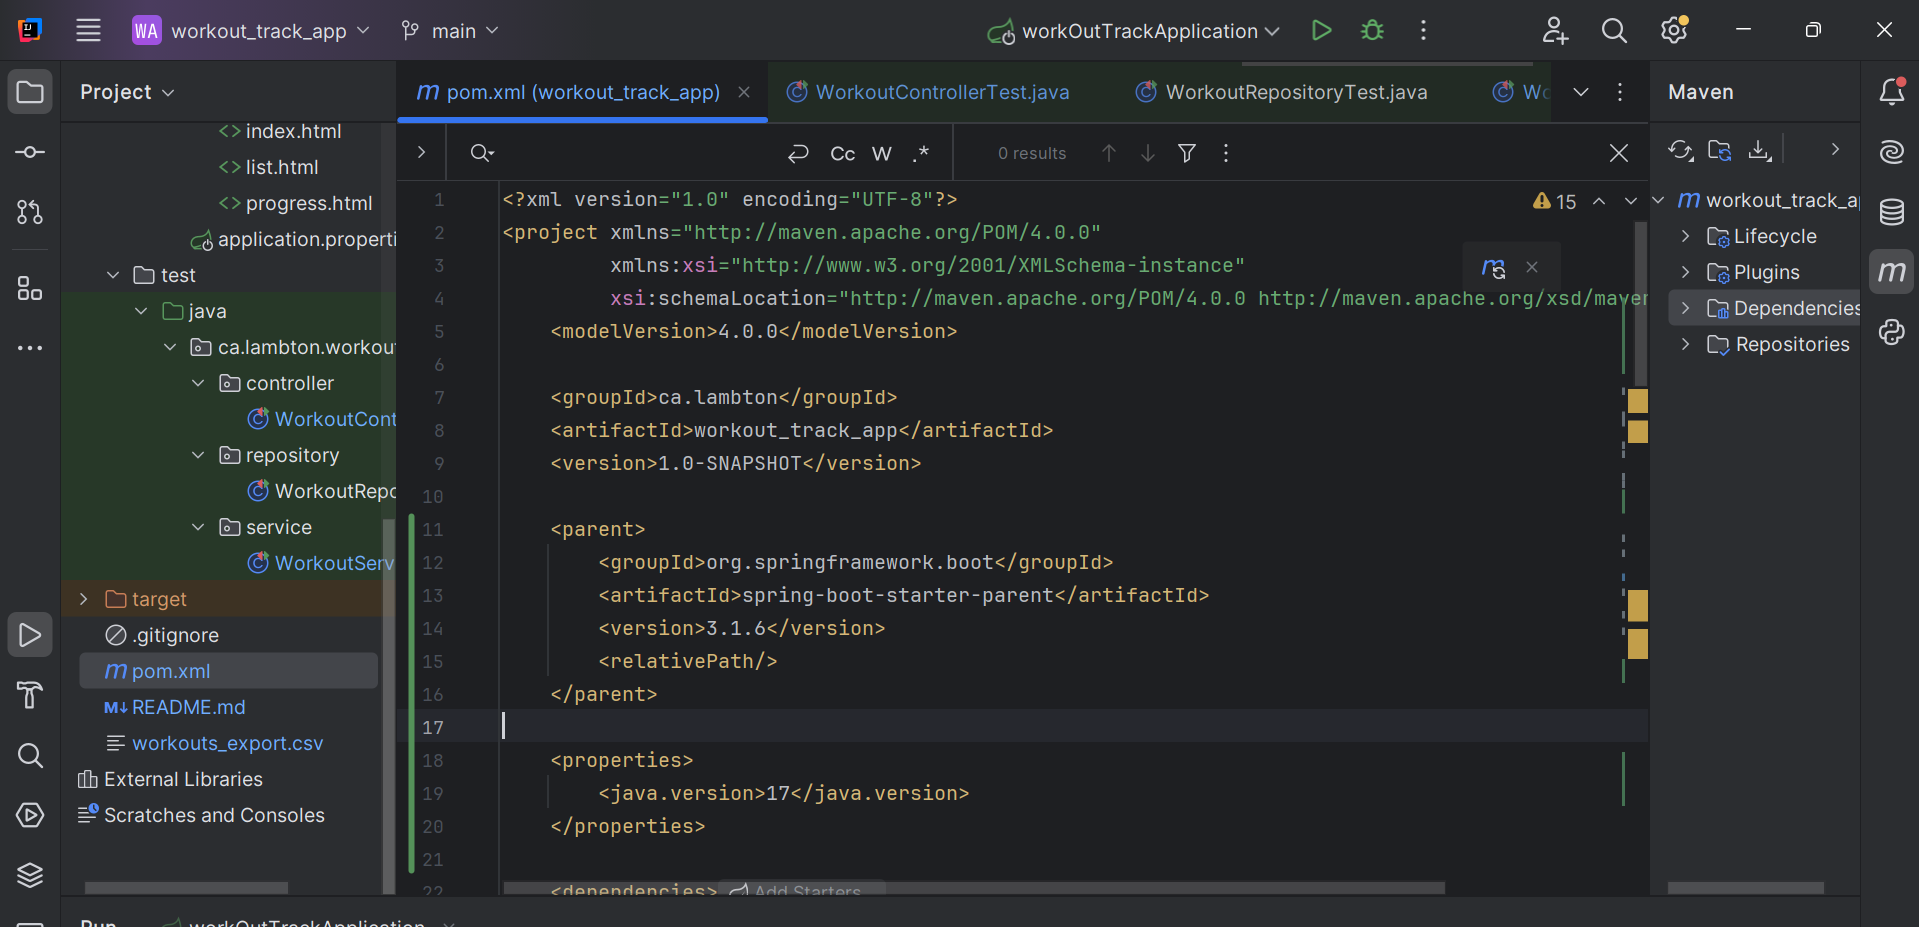 WA workout_track_app main workOutTrackApplication
Project
index.html
list.html
progress.html
application.properti
test
java
ca.lambton.workou
controller
WorkoutCont
repository
WorkoutRepo
service
WorkoutServ
target
.gitignore
m pom.xml
M↓ README.md
workouts_export.csv
External Libraries
Scratches and Consoles
m pom.xml (workout_track_app) WorkoutControllerTest.java WorkoutRepositoryTest.java Wo
Cc W .* 0 results
15
1 <?xml version="1.0" encoding="UTF-8"?>
2 <project xmlns="http://maven.apache.org/POM/4.0.0"
3 xmlns:xsi="http://www.w3.org/2001/XMLSchema-instance"
4 xsi:schemaLocation="http://maven.apache.org/POM/4.0.0 http://maven.apache.org/xsd/maven
5 <modelVersion>4.0.0</modelVersion>
6
7 <groupId>ca.lambton</groupId>
8 <artifactId>workout_track_app</artifactId>
9 <version>1.0-SNAPSHOT</version>
10
11 <parent>
12 <groupId>org.springframework.boot</groupId>
13 <artifactId>spring-boot-starter-parent</artifactId>
14 <version>3.1.6</version>
15 <relativePath/>
16 </parent>
17
18 <properties>
19 <java.version>17</java.version>
20 </properties>
21
22 <dependencies> Add Starters...
Maven
m workout_track_a
Lifecycle
Plugins
Dependencies
Repositories
Run workOutTrackApplication